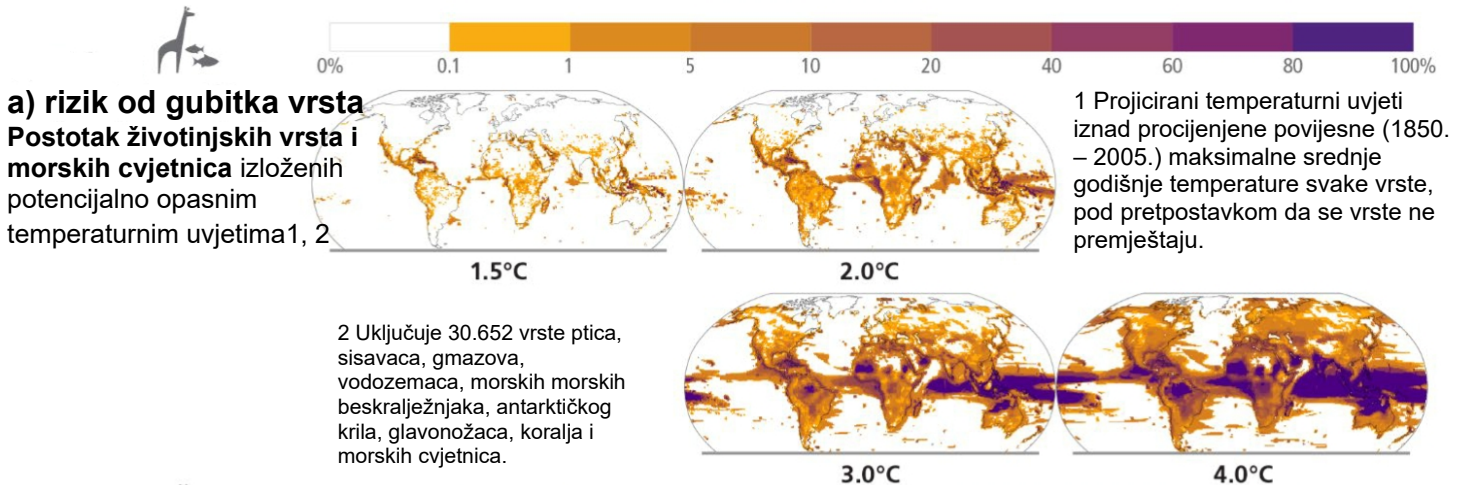 0% 0.1 1 5 10 20 40 60 80 100%
a) rizik od gubitka vrsta
Postotak životinjskih vrsta i
morskih cvjetnica izloženih
potencijalno opasnim
temperaturnim uvjetima1, 2
1 Projicirani temperaturni uvjeti
iznad procijenjene povijesne (1850.
– 2005.) maksimalne srednje
godišnje temperature svake vrste,
pod pretpostavkom da se vrste ne
premještaju.
1.5°C
2.0°C
2 Uključuje 30.652 vrste ptica,
sisavaca, gmazova,
vodozemaca, morskih morskih
beskralježnjaka, antarktičkog
krila, glavonožaca, koralja i
morskih cvjetnica.
3.0°C
4.0°C